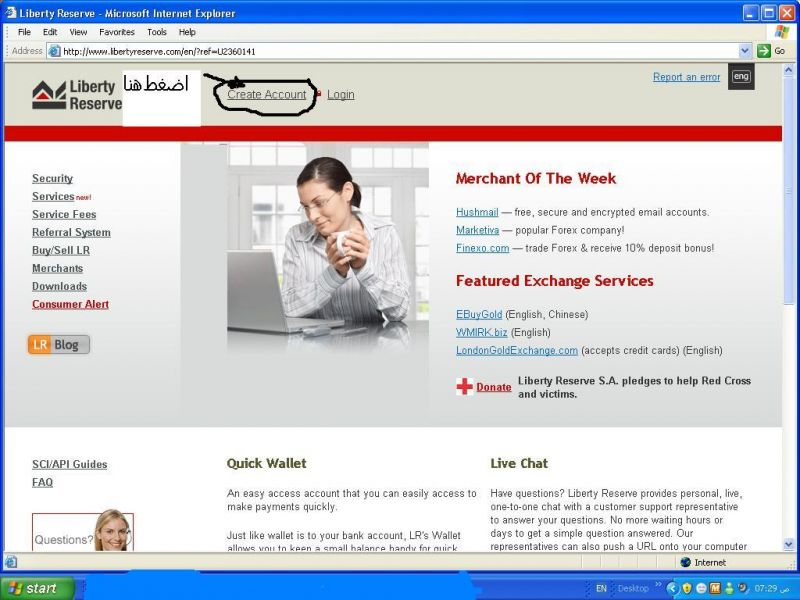 Liberty Reserve - Microsoft Internet Explorer
File Edit View Favorites Tools Help
Address http://www.libertyreserve.com/en/?ref=U2360141 Go
Liberty Reserve
اضغط هنا
Create Account Login
Report an error eng
Security
Services new!
Service Fees
Referral System
Buy/Sell LR
Merchants
Downloads
Consumer Alert
LR Blog
Merchant Of The Week
Hushmail — free, secure and encrypted email accounts.
Marketiva — popular Forex company!
Finexo.com — trade Forex & receive 10% deposit bonus!
Featured Exchange Services
EBuyGold (English, Chinese)
WMIRK.biz (English)
LondonGoldExchange.com (accepts credit cards) (English)
Donate Liberty Reserve S.A. pledges to help Red Cross
and victims.
SCI/API Guides
FAQ
Questions?
Quick Wallet
An easy access account that you can easily access to
make payments quickly.
Just like wallet is to your bank account, LR's Wallet
allows you to keep a small balance handy for quick
Live Chat
Have questions? Liberty Reserve provides personal, live,
one-to-one chat with a customer support representative
to answer your questions. No more waiting hours or
days to get a simple question answered. Our
representatives can also push a URL onto your computer
Internet
start
EN Desktop » 07:29 ص